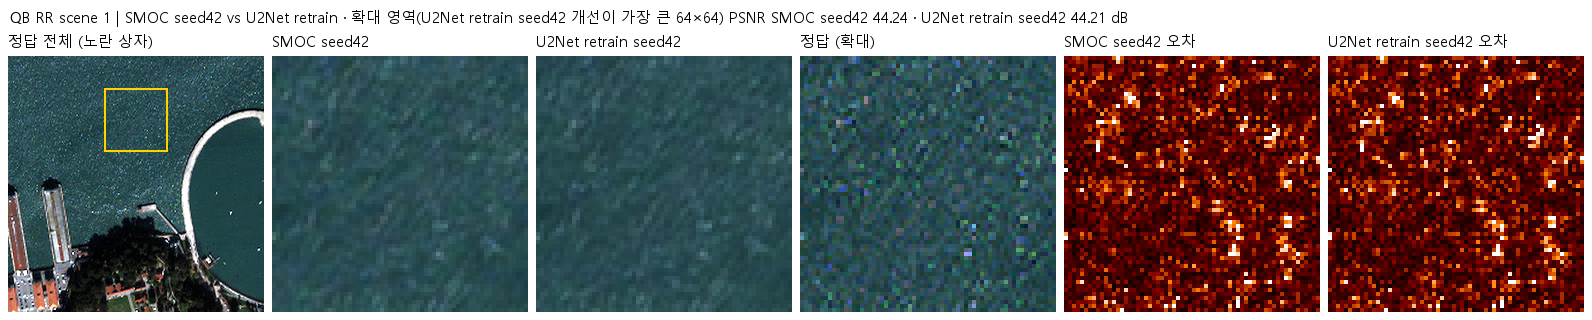 QB RR scene 1 | SMOC seed42 vs U2Net retrain · 확대 영역(U2Net retrain seed42 개선이 가장 큰 64×64) PSNR SMOC seed42 44.24 · U2Net retrain seed42 44.21 dB
정답 전체 (노란 상자)
SMOC seed42
U2Net retrain seed42
정답 (확대)
SMOC seed42 오차
U2Net retrain seed42 오차